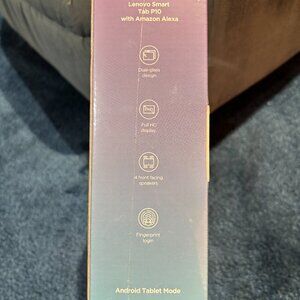 Lenovo Smart
Tab P10
with Amazon Alexa
Dual-glass
design
Full HD
display
4 front facing
speakers
Fingerprint
login
Android Tablet Mode